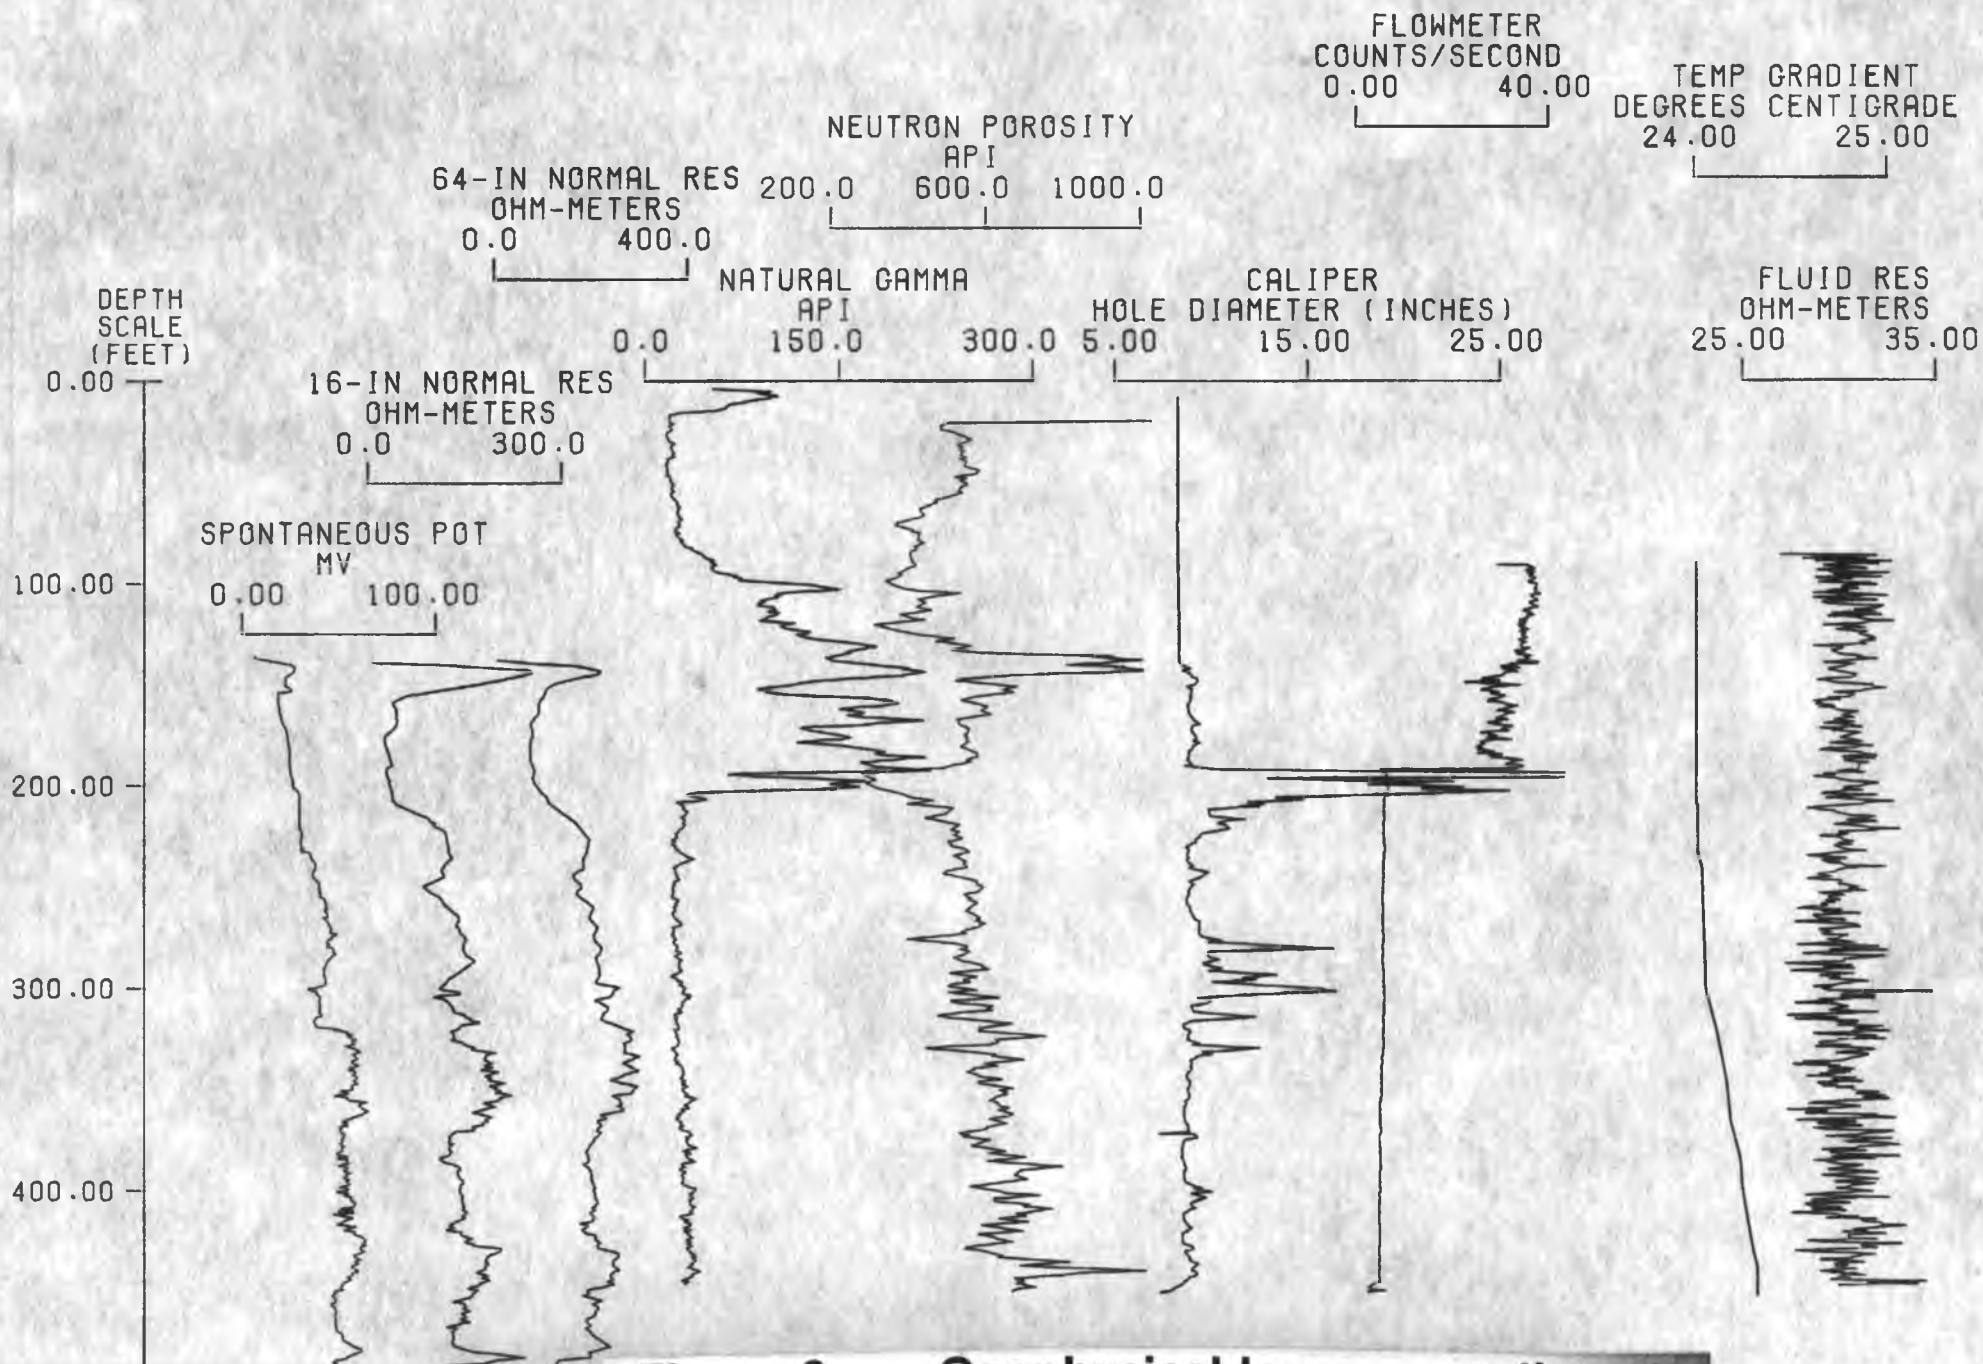 FLOWMETER
COUNTS/SECOND
0.00 40.00
TEMP GRADIENT
DEGREES CENTIGRADE
24.00 25.00
NEUTRON POROSITY
API
200.0 600.0 1000.0
64-IN NORMAL RES
OHM-METERS
0.0 400.0
NATURAL GAMMA
API
0.0 150.0 300.0
CALIPER
HOLE DIAMETER (INCHES)
5.00 15.00 25.00
FLUID RES
OHM-METERS
25.00 35.00
DEPTH
SCALE
(FEET)
0.00
16-IN NORMAL RES
OHM-METERS
0.0 300.0
SPONTANEOUS POT
MV
0.00 100.00
100.00
200.00
300.00
400.00